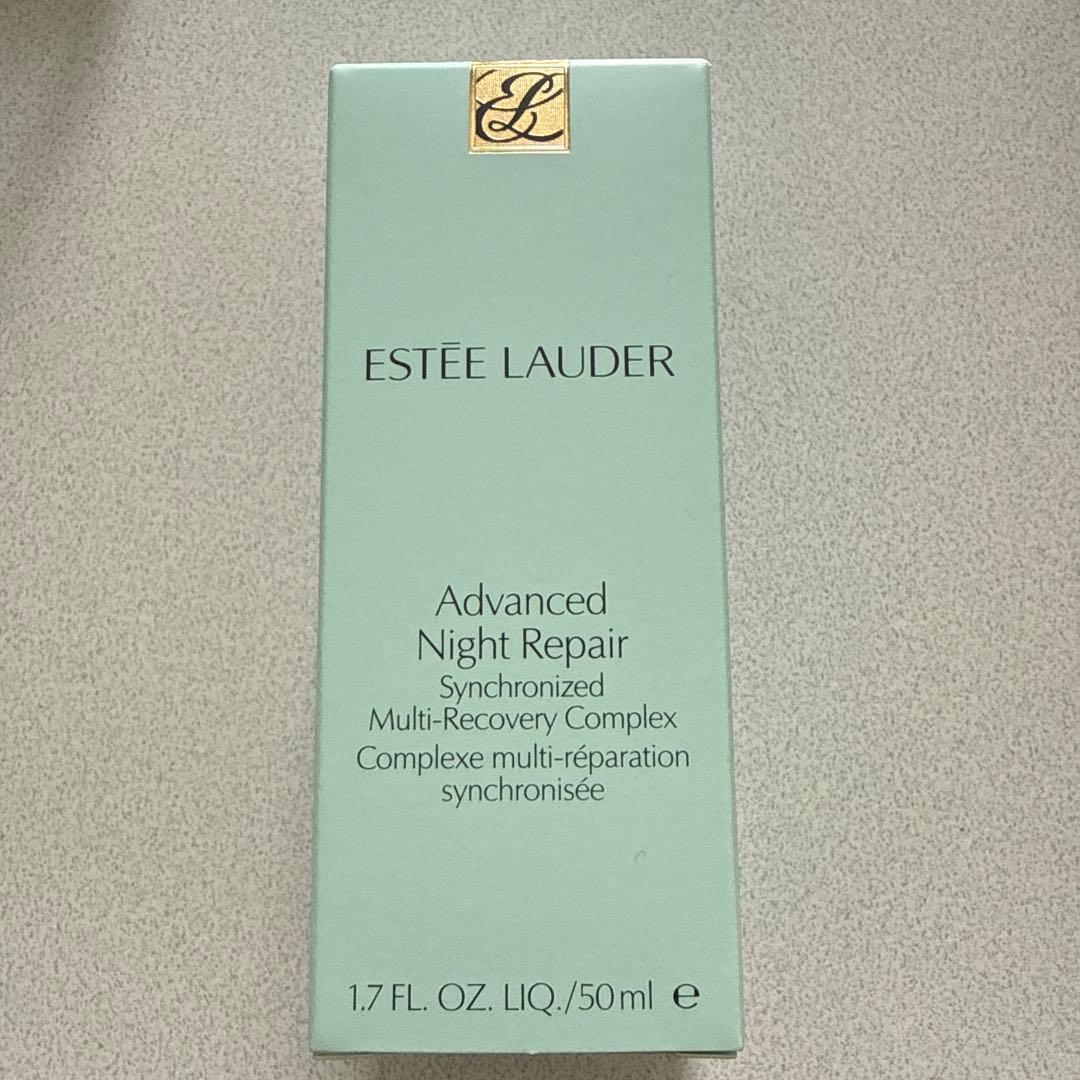 EL
ESTĒE LAUDER
Advanced
Night Repair
Synchronized
Multi-Recovery Complex
Complexe multi-réparation
synchronisée
1.7 FL. OZ. LIQ./50ml ℮